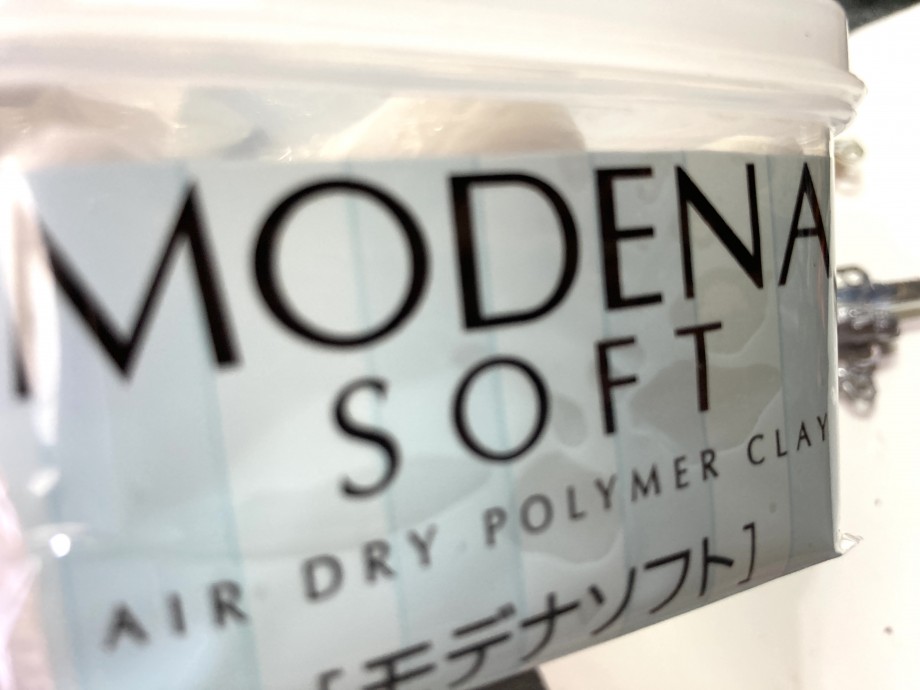 MODENA
SOFT
AIR DRY POLYMER CLAY
[モデナソフト]